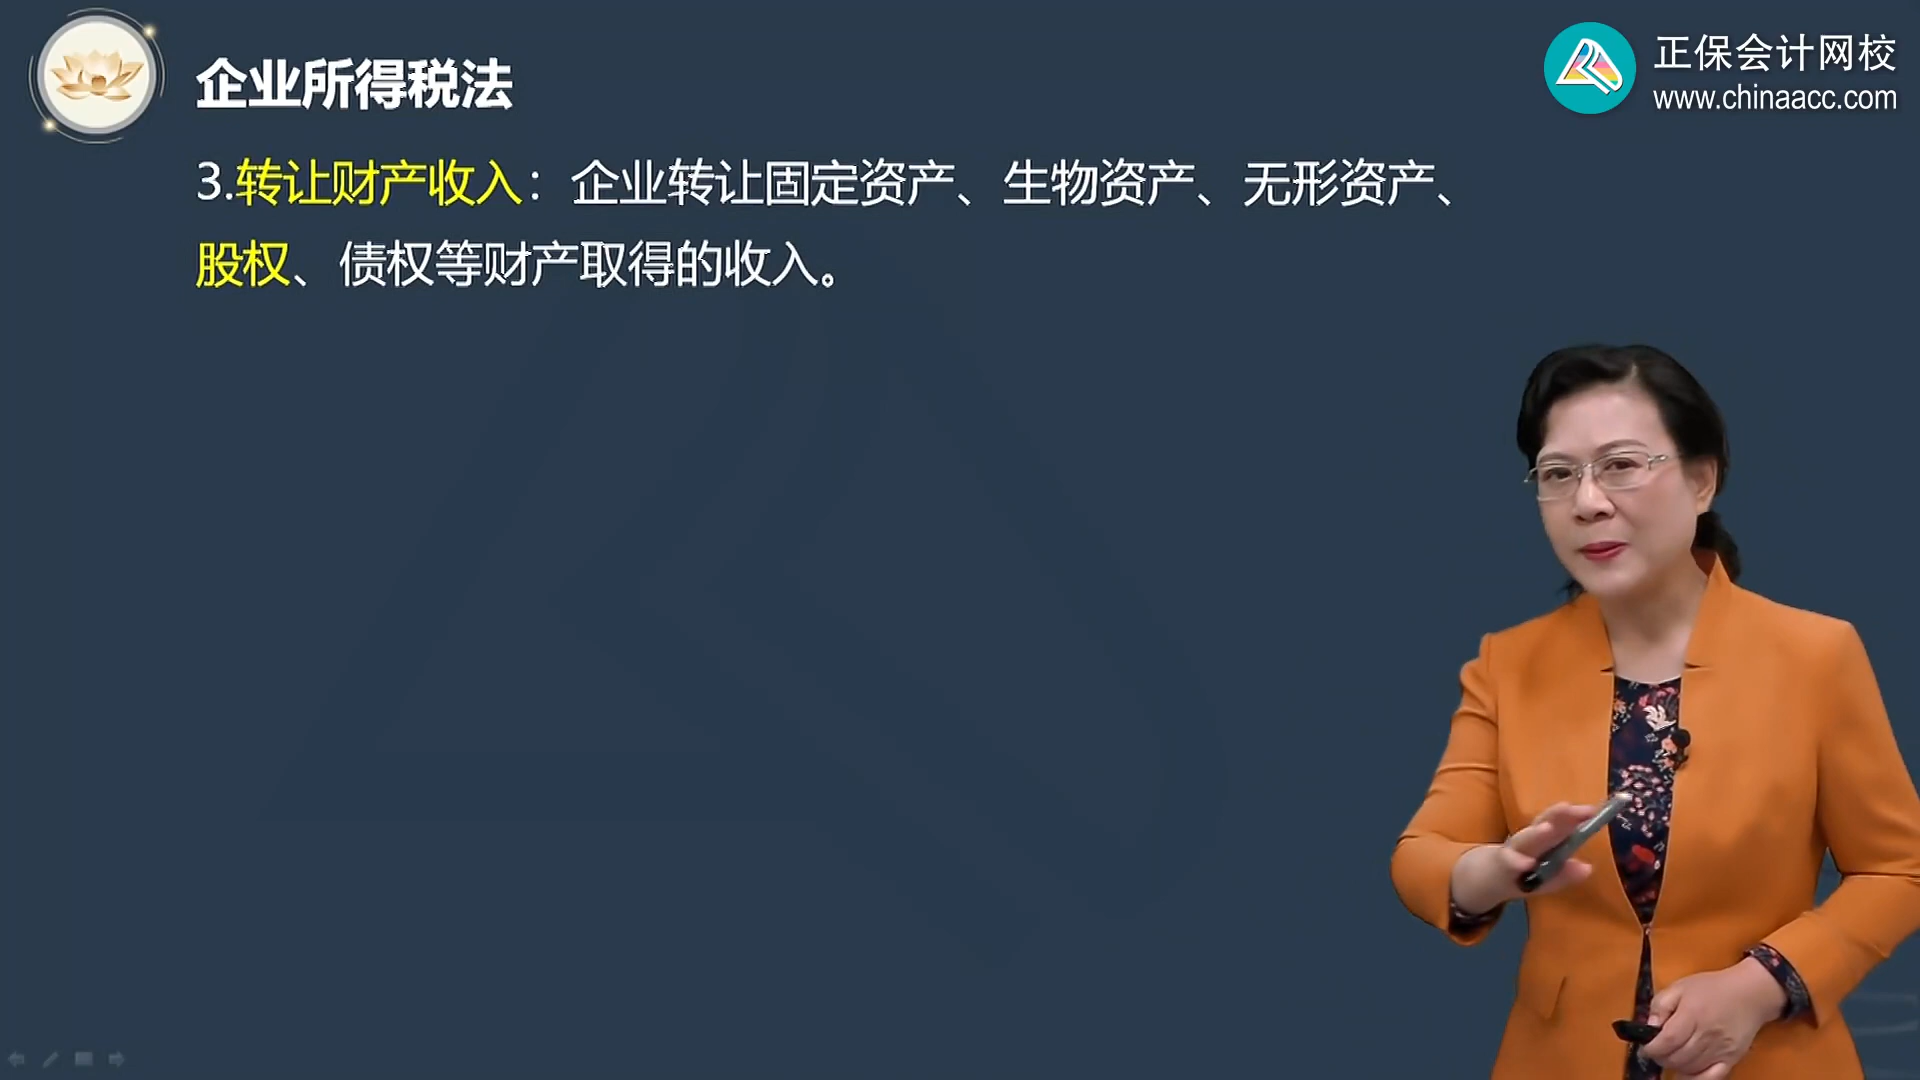 企业所得税法
正保会计网校
www.chinaacc.com
3.转让财产收入：企业转让固定资产、生物资产、无形资产、
股权、债权等财产取得的收入。